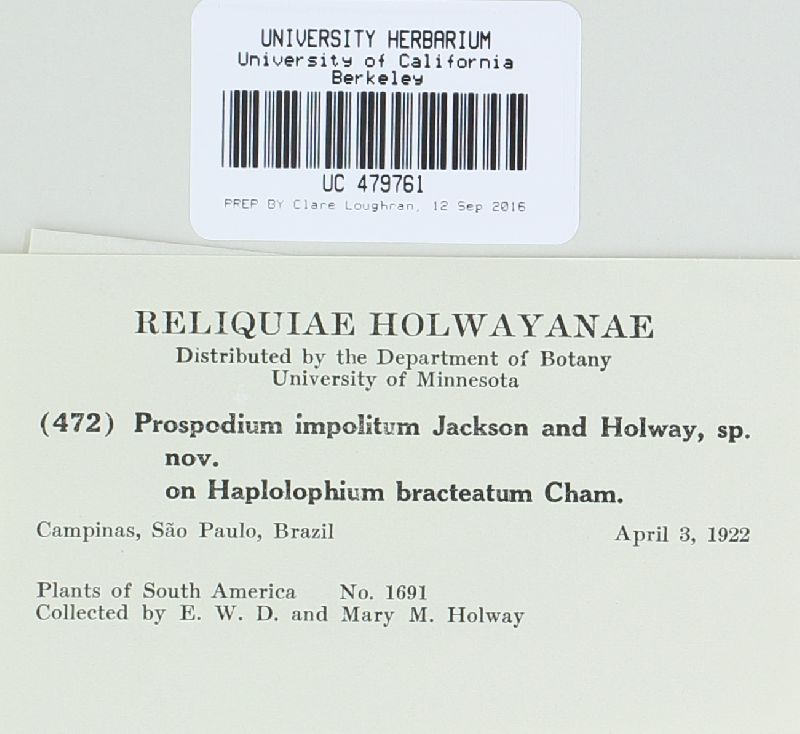 UNIVERSITY HERBARIUM
University of California
Berkeley
UC 479761
PREP BY Clare Loughran, 12 Sep 2016
RELIQUIAE HOLWAYANAE
Distributed by the Department of Botany
University of Minnesota
(472) Prospodium impolitum Jackson and Holway, sp.
nov.
on Haplolophium bracteatum Cham.
Campinas, São Paulo, Brazil April 3, 1922
Plants of South America No. 1691
Collected by E. W. D. and Mary M. Holway